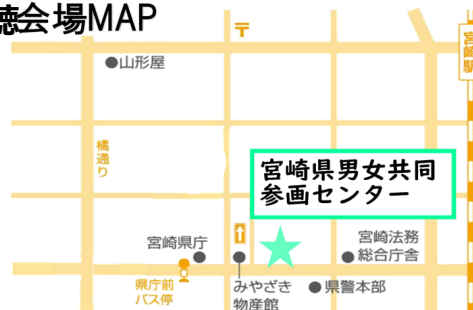 聴会場MAP
〒
宮崎駅
山形屋
橘通り
宮崎県男女共同
参画センター
宮崎県庁
宮崎法務
総合庁舎
県庁前
バス停
みやざき
物産館
県警本部